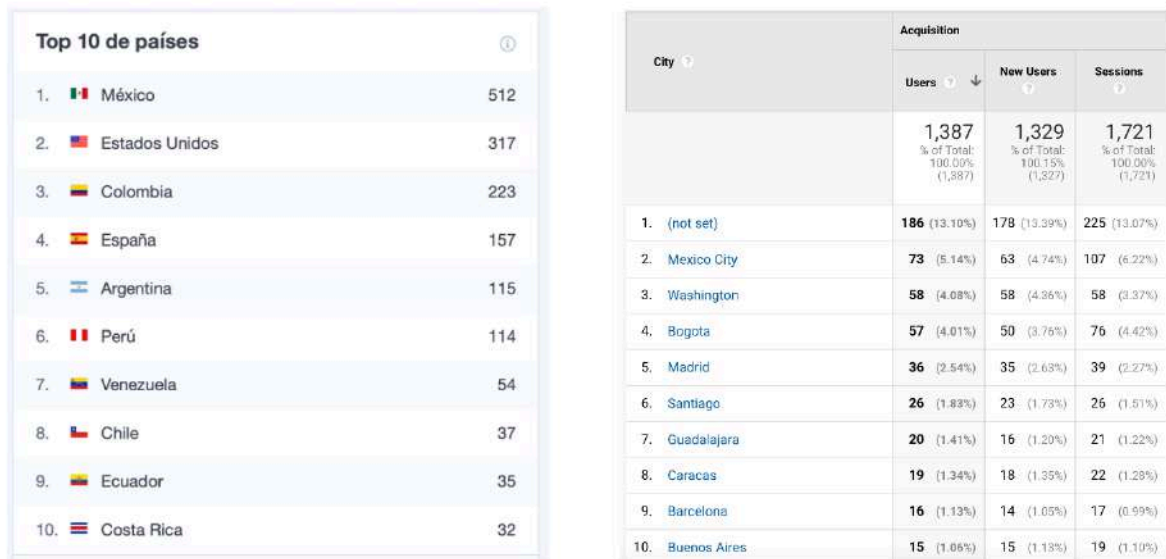 Top 10 de países
1. México 512
2. Estados Unidos 317
3. Colombia 223
4. España 157
5. Argentina 115
6. Perú 114
7. Venezuela 54
8. Chile 37
9. Ecuador 35
10. Costa Rica 32
Acquisition
City
Users New Users Sessions
1,387 1,329 1,721
% of Total: % of Total: % of Total:
100.00% 100.15% 100.00%
(1,387) (1,327) (1,721)
1. (not set) 186 (13.10%) 178 (13.39%) 225 (13.07%)
2. Mexico City 73 (5.14%) 63 (4.74%) 107 (6.22%)
3. Washington 58 (4.08%) 58 (4.36%) 58 (3.37%)
4. Bogota 57 (4.01%) 50 (3.76%) 76 (4.42%)
5. Madrid 36 (2.54%) 35 (2.63%) 39 (2.27%)
6. Santiago 26 (1.83%) 23 (1.73%) 26 (1.51%)
7. Guadalajara 20 (1.41%) 16 (1.20%) 21 (1.22%)
8. Caracas 19 (1.34%) 18 (1.35%) 22 (1.28%)
9. Barcelona 16 (1.13%) 14 (1.05%) 17 (0.99%)
10. Buenos Aires 15 (1.06%) 15 (1.13%) 19 (1.10%)